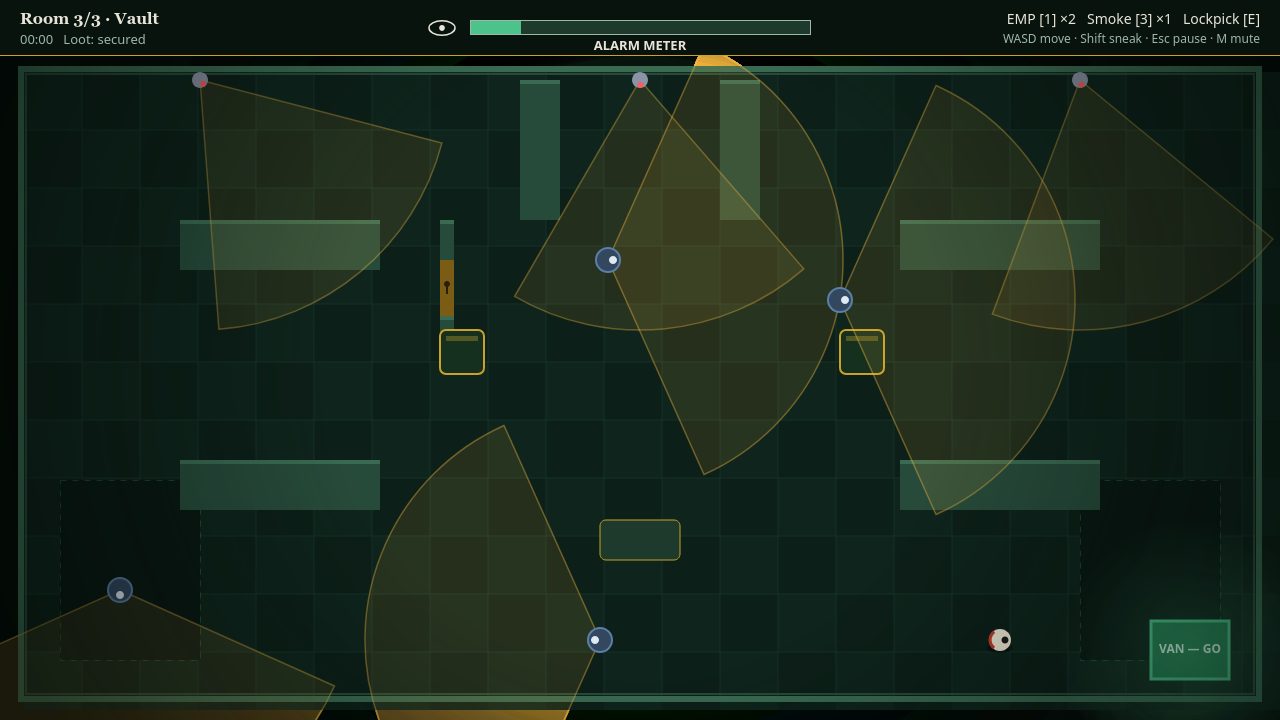 Room 3/3 · Vault
00:00 Loot: secured
ALARM METER
EMP [1] ×2 Smoke [3] ×1 Lockpick [E]
WASD move · Shift sneak · Esc pause · M mute
VAN — GO